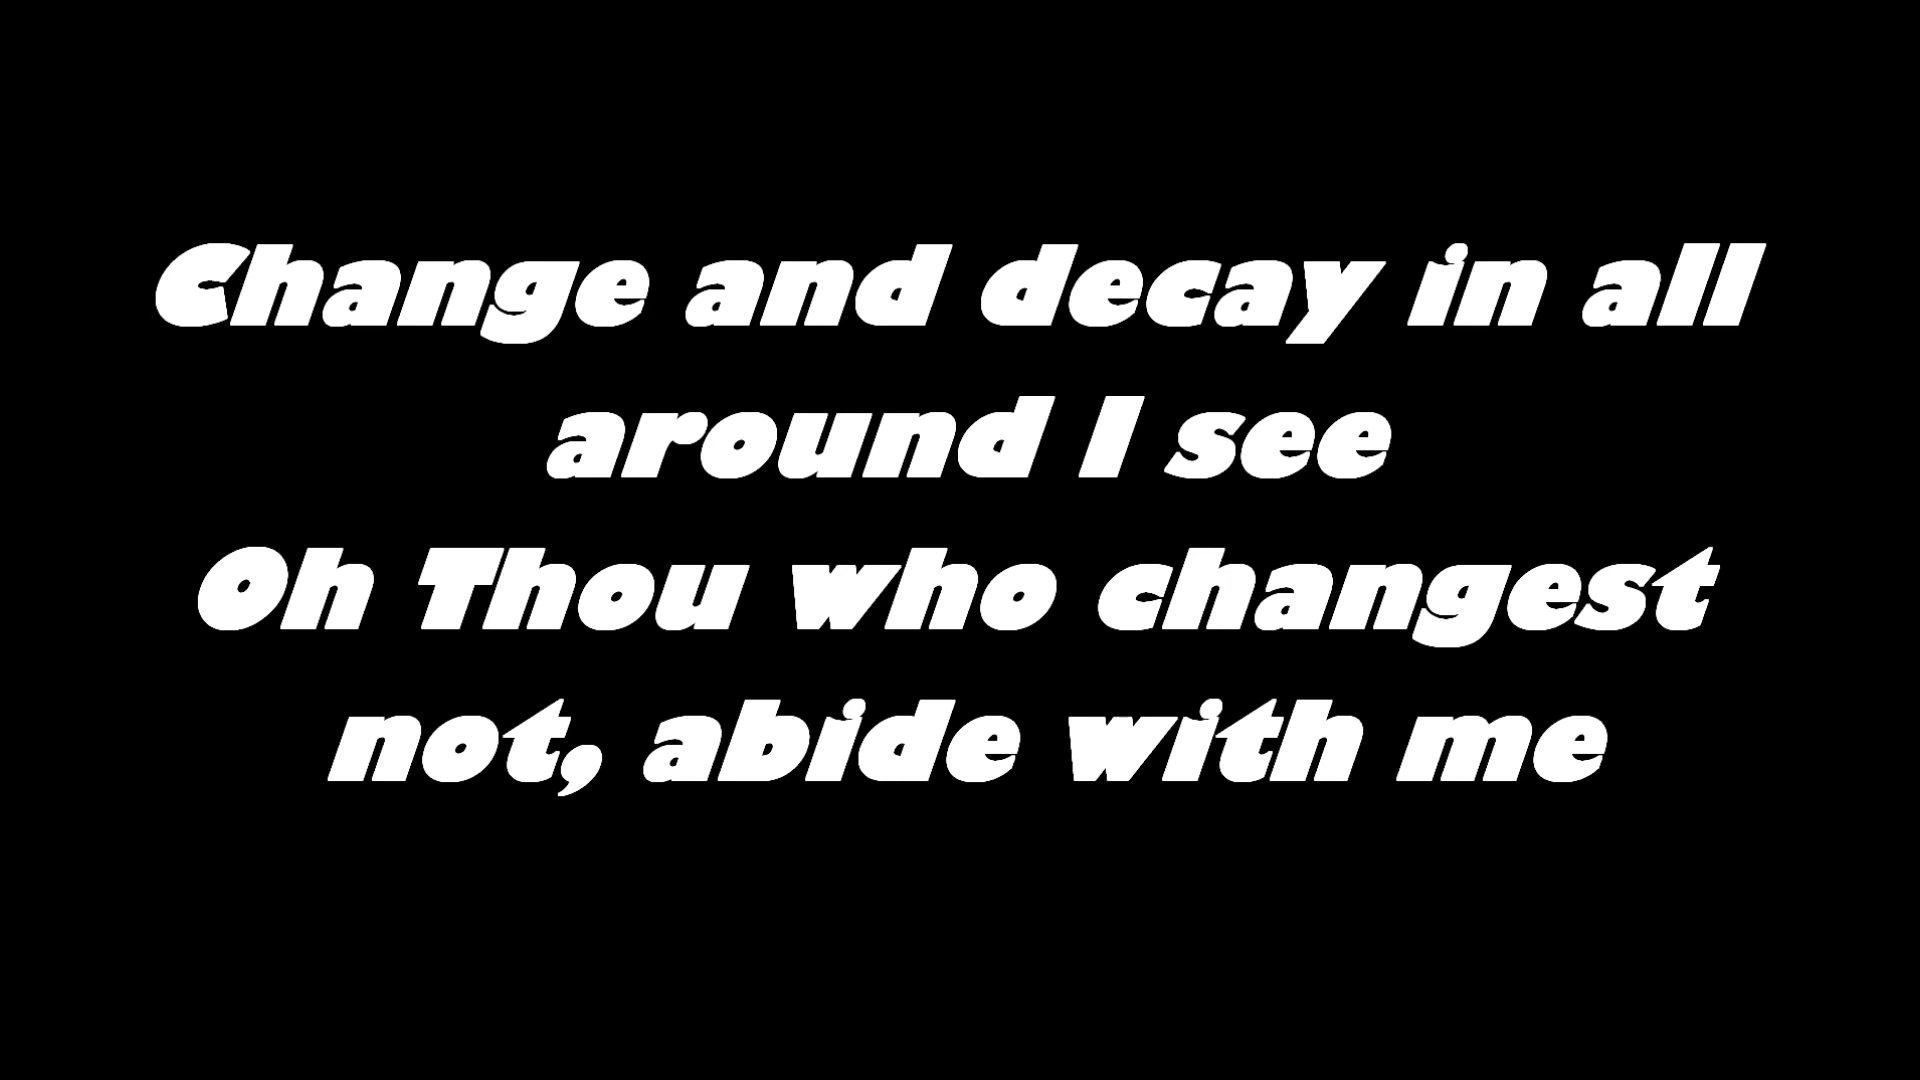 Change and decay in all
around I see
Oh Thou who changest
not, abide with me